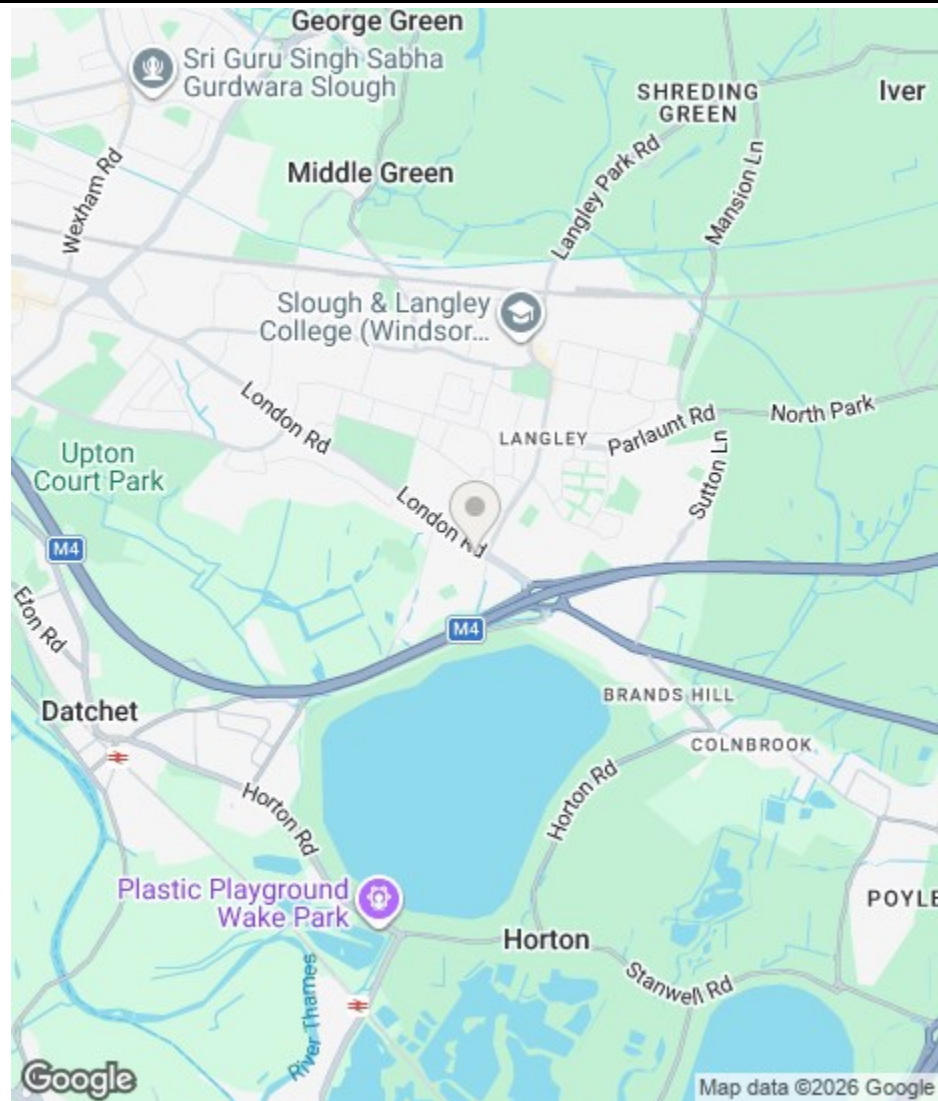 George Green
Sri Guru Singh Sabha
Gurdwara Slough
SHREDING
GREEN
Iver
Middle Green
Wexham Rd
Langley Park Rd
Mansion Ln
Slough & Langley
College (Windsor...
London Rd
LANGLEY
Parlaunt Rd
North Park
Upton
Court Park
London Rd
Sutton Ln
M4
Eton Rd
M4
BRANDS HILL
Datchet
COLNBROOK
Horton Rd
Horton Rd
Plastic Playground
Wake Park
POYLE
Horton
River Thames
Stanwell Rd
Google
Map data ©2026 Google